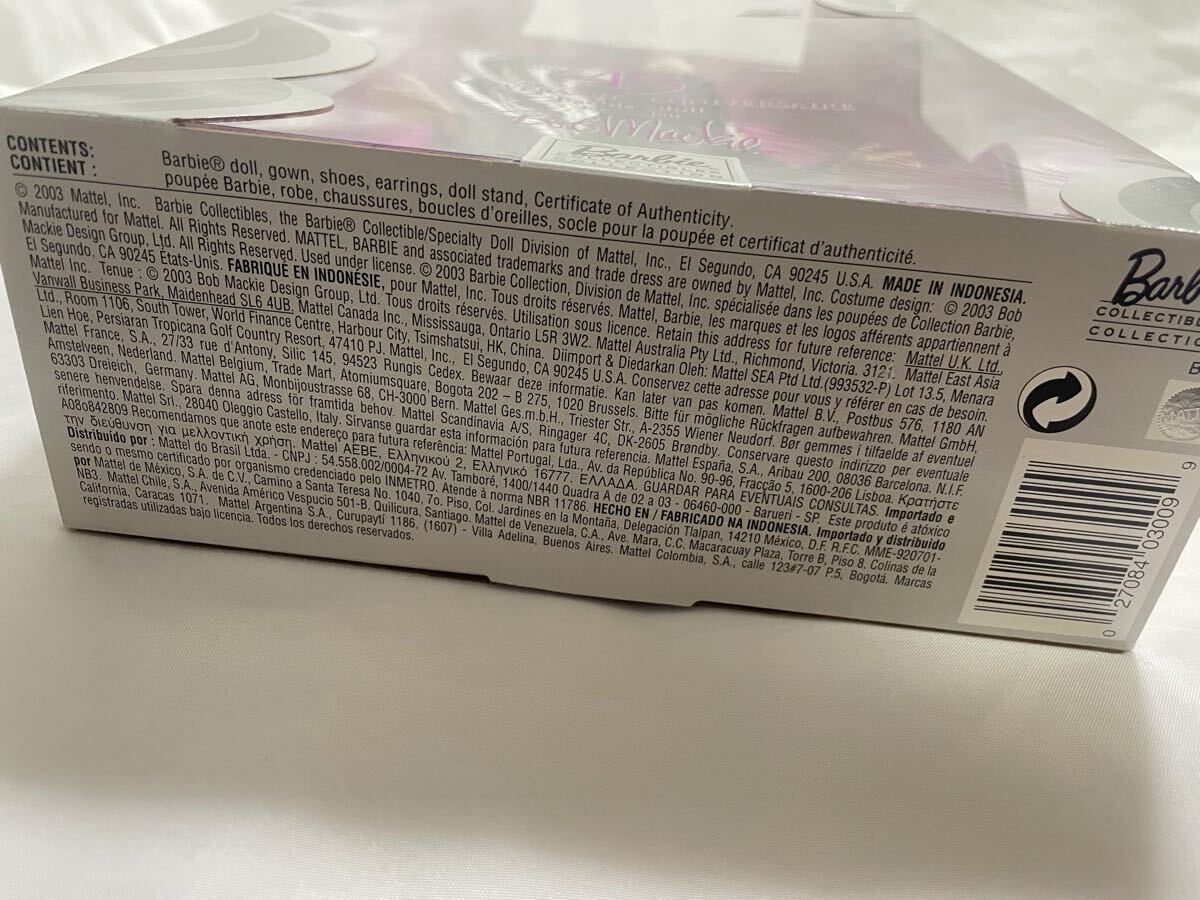 Bob Mackie
Barbie
CONTENTS:
CONTIENT :
Barbie® doll, gown, shoes, earrings, doll stand, Certificate of Authenticity.
poupée Barbie, robe, chaussures, boucles d'oreilles, socle pour la poupée et certificat d'authenticité.
© 2003 Mattel, Inc. Barbie Collectibles, the Barbie® Collectible/Specialty Doll Division of Mattel, Inc., El Segundo, CA 90245 U.S.A. MADE IN INDONESIA.
Manufactured for Mattel. All Rights Reserved. MATTEL, BARBIE and associated trademarks and trade dress are owned by Mattel, Inc. Costume design: © 2003 Bob
Mackie Design Group, Ltd. All Rights Reserved. Used under license. © 2003 Barbie Collection, Division de Mattel, Inc. spécialisée dans les poupées de Collection Barbie,
El Segundo, CA 90245 États-Unis. FABRIQUÉ EN INDONÉSIE, pour Mattel, Inc. Tous droits réservés. Mattel, Barbie, les marques et les logos afférents appartiennent à
Mattel Inc. Tenue : © 2003 Bob Mackie Design Group, Ltd. Tous droits réservés. Utilisation sous licence. Retain this address for future reference: Mattel U.K. Ltd.,
Vanwall Business Park, Maidenhead SL6 4UB. Mattel Canada Inc., Mississauga, Ontario L5R 3W2. Mattel Australia Pty Ltd., Richmond, Victoria. 3121. Mattel East Asia
Ltd., Room 1106, South Tower, World Finance Centre, Harbour City, Tsimshatsui, HK, China. Diimport & Diedarkan Oleh: Mattel SEA Ptd Ltd.(993532-P) Lot 13.5, Menara
Lien Hoe, Persiaran Tropicana Golf Country Resort, 47410 PJ. Mattel, Inc., El Segundo, CA 90245 U.S.A. Conservez cette adresse pour vous y référer en cas de besoin.
Mattel France, S.A., 27/33 rue d'Antony, Silic 145, 94523 Rungis Cedex. Bewaar deze informatie. Kan later van pas komen. Mattel B.V., Postbus 576, 1180 AN
Amstelveen, Nederland. Mattel Belgium, Trade Mart, Atomiumsquare, Bogota 202 – B 275, 1020 Brussels. Bitte für mögliche Rückfragen aufbewahren. Mattel GmbH,
63303 Dreieich, Germany. Mattel AG, Monbijoustrasse 68, CH-3000 Bern. Mattel Ges.m.b.H., Triester Str., A-2355 Wiener Neudorf. Bør gemmes i tilfaelde af eventuel
senere henvendelse. Spara denna adress för framtida behov. Mattel Scandinavia A/S, Ringager 4C, DK-2605 Brøndby. Conservare questo indirizzo per eventuale
riferimento. Mattel Srl., 28040 Oleggio Castello, Italy. Sírvanse guardar esta información para futura referencia. Mattel España, S.A., Aribau 200, 08036 Barcelona. N.I.F.
A08o842809 Recomendamos que anote este endereço para futura referência: Mattel Portugal, Lda., Av. da República No. 90-96, Fracção 5, 1600-206 Lisboa. Κρατήστε
την διεύθυνση για μελλοντική χρήση. Mattel AEBE, Ελληνικού 2, Ελληνικό 16777. ΕΛΛΑΔΑ. GUARDAR PARA EVENTUAIS CONSULTAS. Importado e
Distribuído por : Mattel do Brasil Ltda. - CNPJ : 54.558.002/0004-72 Av. Tamboré, 1400/1440 Quadra A de 02 a 03 - 06460-000 - Barueri - SP. Este produto é atóxico
sendo o mesmo certificado por organismo credenciado pelo INMETRO. Atende à norma NBR 11786. HECHO EN / FABRICADO NA INDONESIA. Importado y distribuido
por Mattel de México, S.A. de C.V., Camino a Santa Teresa No. 1040, 7o. Piso, Col. Jardines en la Montaña, Delegación Tlalpan, 14210 México, D.F. R.F.C. MME-920701-
NB3. Mattel Chile, S.A., Avenida Américo Vespucio 501-B, Quilicura, Santiago. Mattel de Venezuela, C.A., Ave. Mara, C.C. Macaracuay Plaza, Torre B, Piso 8, Colinas de la
California, Caracas 1071. Mattel Argentina S.A., Curupaytí 1186, (1607) - Villa Adelina, Buenos Aires. Mattel Colombia, S.A., calle 123#7-07 P.5, Bogotá. Marcas
registradas utilizadas bajo licencia. Todos los derechos reservados.
Barb
COLLECTIBLE
COLLECTIO
B
0 27084 03009 9